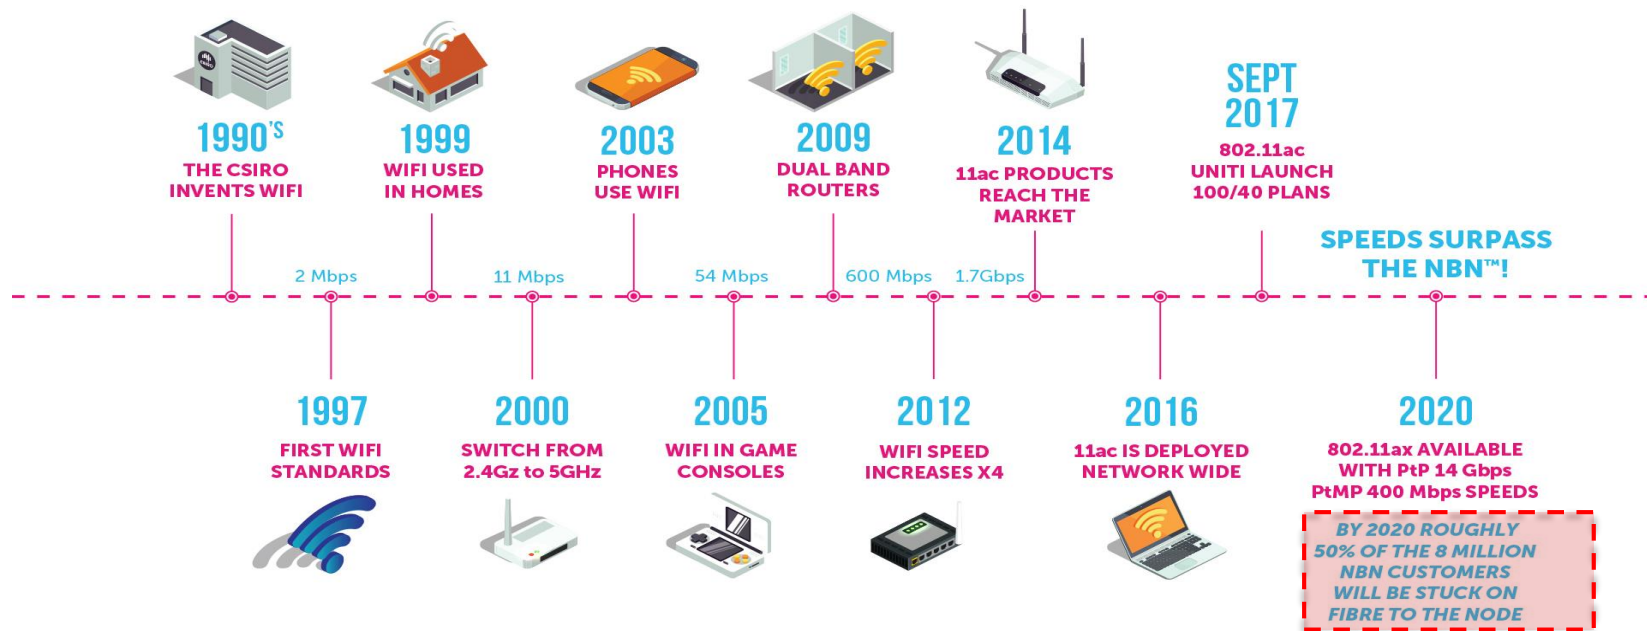 CSIRO
1990'S
THE CSIRO
INVENTS WIFI
1999
WIFI USED
IN HOMES
2003
PHONES
USE WIFI
2009
DUAL BAND
ROUTERS
2014
11ac PRODUCTS
REACH THE
MARKET
SEPT
2017
802.11ac
UNITI LAUNCH
100/40 PLANS
SPEEDS SURPASS
THE NBN™!
2 Mbps
11 Mbps
54 Mbps
600 Mbps
1.7Gbps
1997
FIRST WIFI
STANDARDS
2000
SWITCH FROM
2.4Gz to 5GHz
2005
WIFI IN GAME
CONSOLES
2012
WIFI SPEED
INCREASES X4
2016
11ac IS DEPLOYED
NETWORK WIDE
2020
802.11ax AVAILABLE
WITH PtP 14 Gbps
PtMP 400 Mbps SPEEDS
BY 2020 ROUGHLY
50% OF THE 8 MILLION
NBN CUSTOMERS
WILL BE STUCK ON
FIBRE TO THE NODE